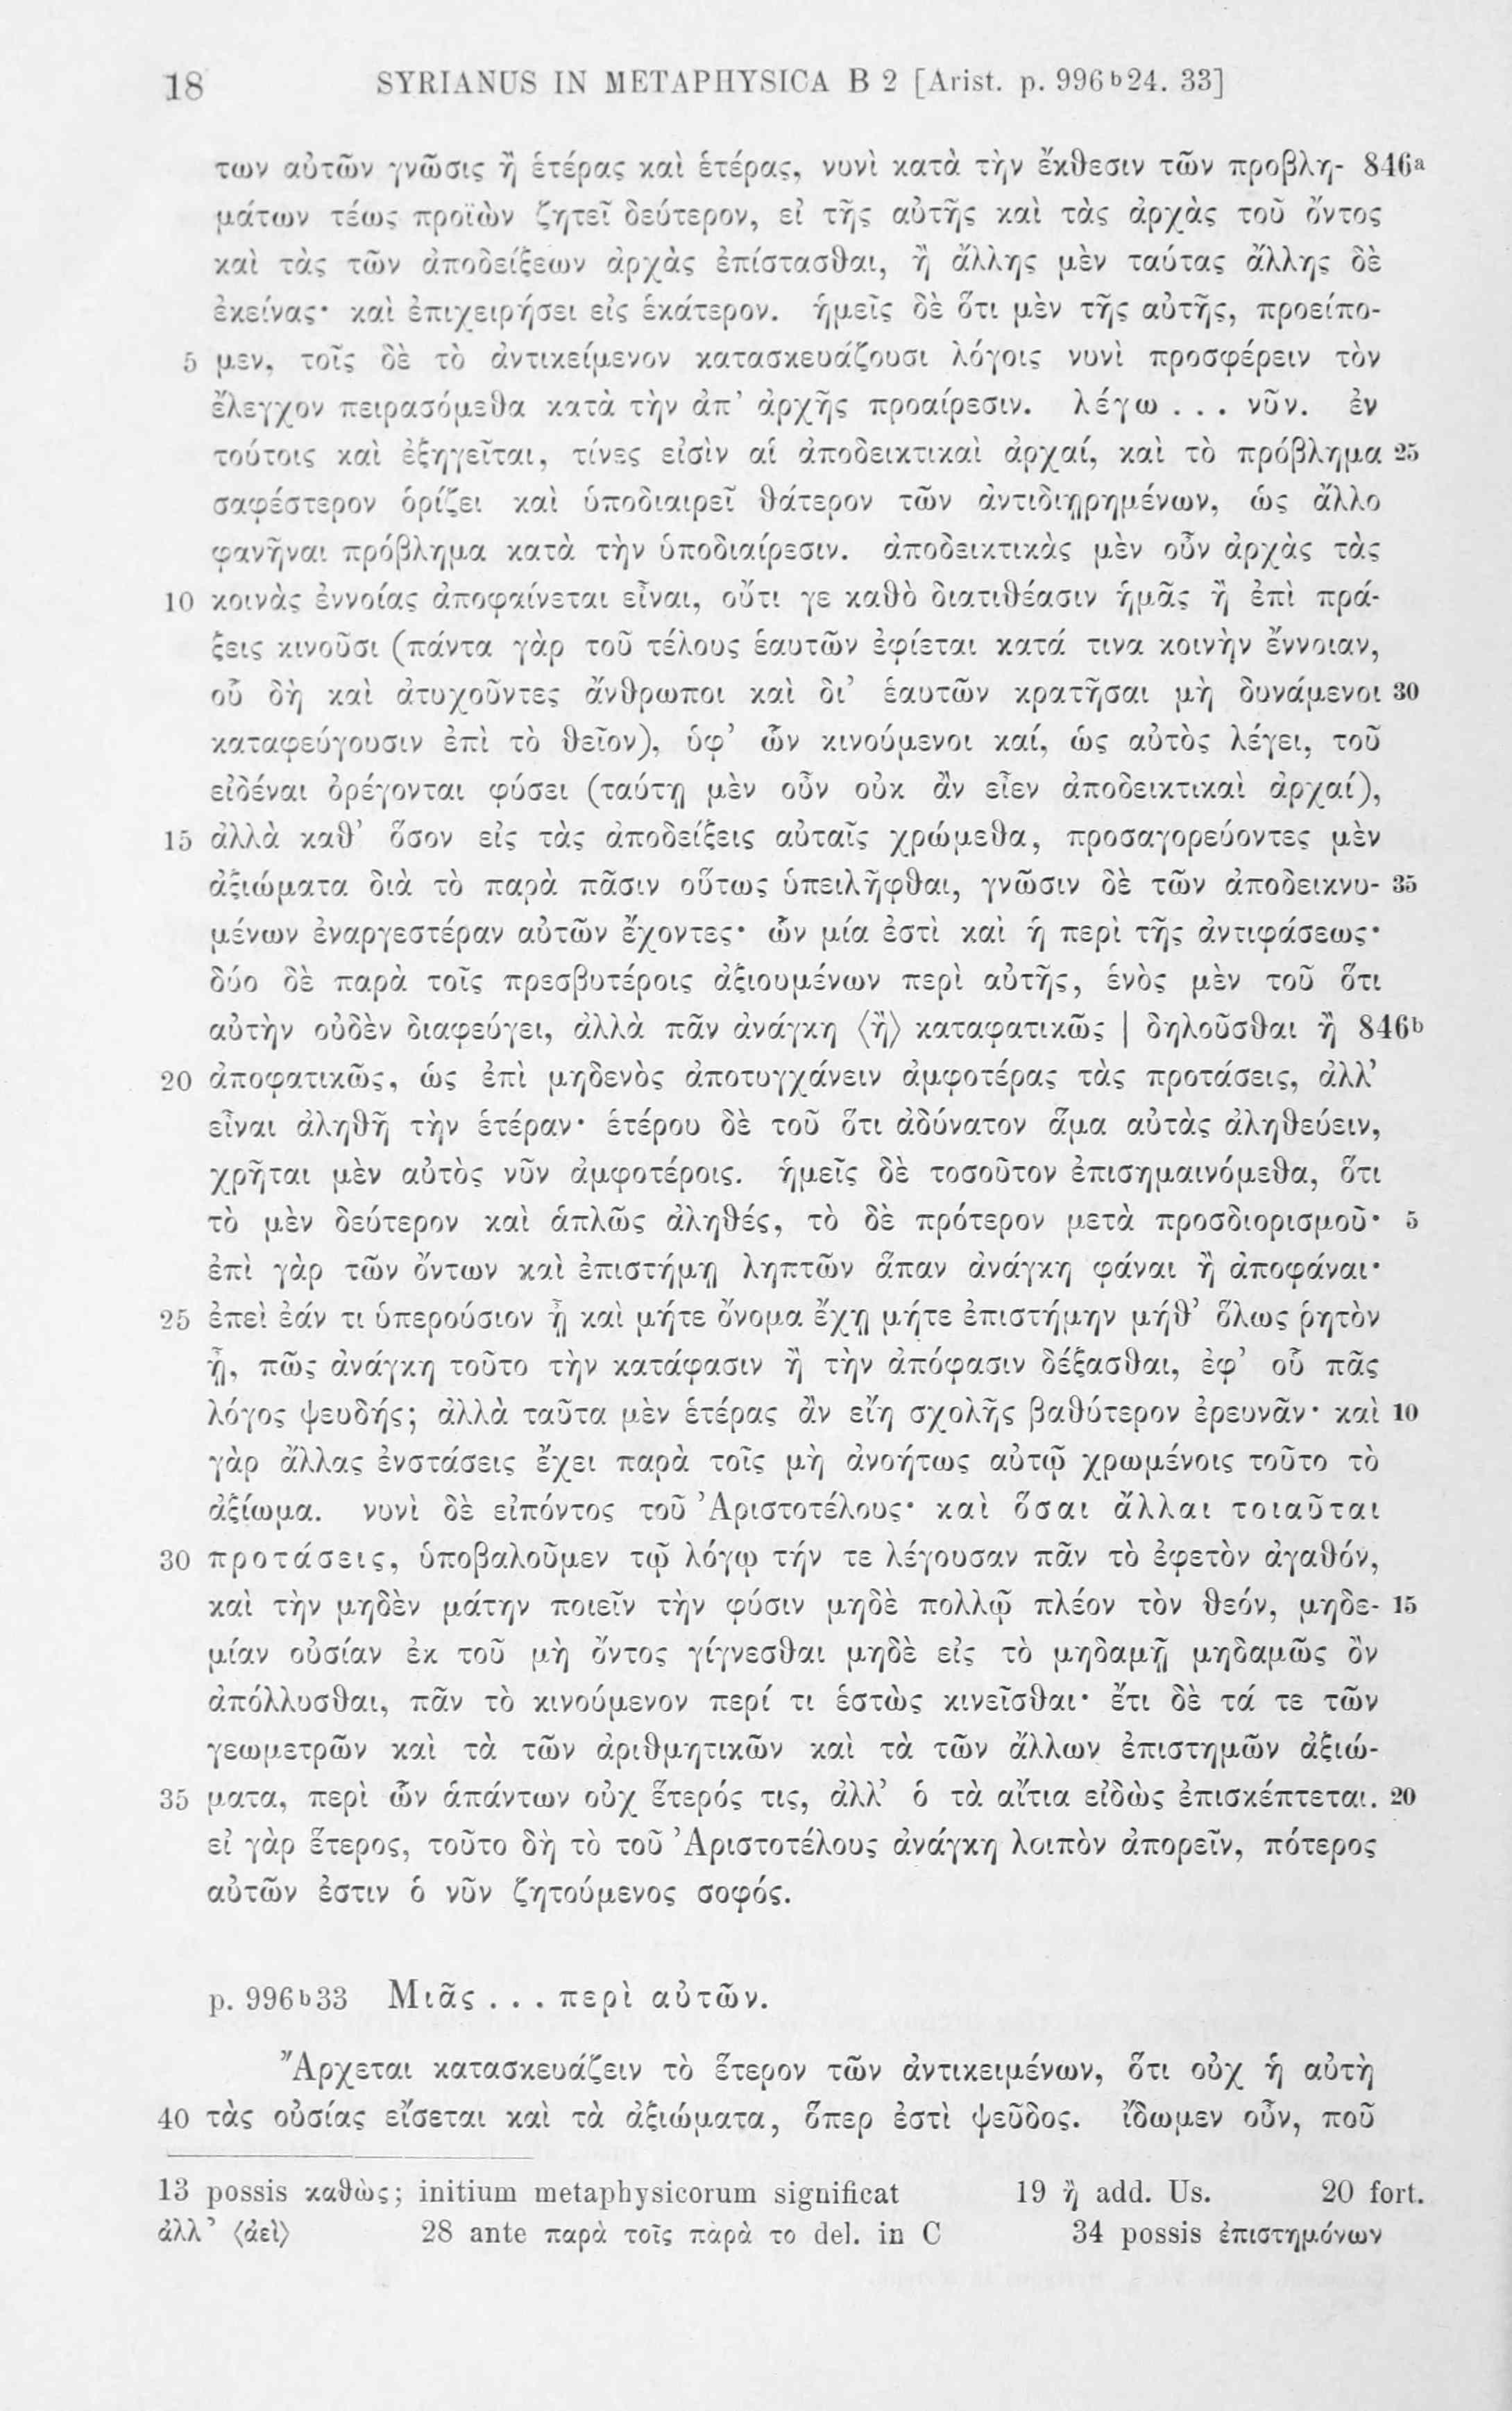 18 SYRIANUS IN METAPHYSICA B 2 [Arist. p. 996ᵇ24. 33]
των αὐτῶν γνῶσις ἢ ἑτέρας καὶ ἑτέρας, νυνὶ κατὰ τὴν ἔκθεσιν τῶν προβλη- 846ᵃ
μάτων τέως προϊὼν ζητεῖ δεύτερον, εἰ τῆς αὐτῆς καὶ τὰς ἀρχὰς τοῦ ὄντος
καὶ τὰς τῶν ἀποδείξεων ἀρχὰς ἐπίστασθαι, ἢ ἄλλης μὲν ταύτας ἄλλης δὲ
ἐκείνας· καὶ ἐπιχειρήσει εἰς ἑκάτερον. ἡμεῖς δὲ ὅτι μὲν τῆς αὐτῆς, προείπο-
5 μεν, τοῖς δὲ τὸ ἀντικείμενον κατασκευάζουσι λόγοις νυνὶ προσφέρειν τὸν
ἔλεγχον πειρασόμεθα κατὰ τὴν ἀπ’ ἀρχῆς προαίρεσιν. λέγω . . . νῦν. ἐν
τούτοις καὶ ἐξηγεῖται, τίνες εἰσὶν αἱ ἀποδεικτικαὶ ἀρχαί, καὶ τὸ πρόβλημα 25
σαφέστερον ὁρίζει καὶ ὑποδιαιρεῖ θάτερον τῶν ἀντιδιῃρημένων, ὡς ἄλλο
φανῆναι πρόβλημα κατὰ τὴν ὑποδιαίρεσιν. ἀποδεικτικὰς μὲν οὖν ἀρχὰς τὰς
10 κοινὰς ἐννοίας ἀποφαίνεται εἶναι, οὔτι γε καθὸ διατιθέασιν ἡμᾶς ἢ ἐπὶ πρά-
ξεις κινοῦσι (πάντα γὰρ τοῦ τέλους ἑαυτῶν ἐφίεται κατά τινα κοινὴν ἔννοιαν,
οὗ δὴ καὶ ἀτυχοῦντες ἄνθρωποι καὶ δι’ ἑαυτῶν κρατῆσαι μὴ δυνάμενοι 30
καταφεύγουσιν ἐπὶ τὸ θεῖον), ὑφ’ ὧν κινούμενοι καί, ὡς αὐτὸς λέγει, τοῦ
εἰδέναι ὀρέγονται φύσει (ταύτῃ μὲν οὖν οὐκ ἂν εἶεν ἀποδεικτικαὶ ἀρχαί),
15 ἀλλὰ καθ’ ὅσον εἰς τὰς ἀποδείξεις αὐταῖς χρώμεθα, προσαγορεύοντες μὲν
ἀξιώματα διὰ τὸ παρὰ πᾶσιν οὕτως ὑπειλῆφθαι, γνῶσιν δὲ τῶν ἀποδεικνυ- 35
μένων ἐναργεστέραν αὐτῶν ἔχοντες· ὧν μία ἐστὶ καὶ ἡ περὶ τῆς ἀντιφάσεως·
δύο δὲ παρὰ τοῖς πρεσβυτέροις ἀξιουμένων περὶ αὐτῆς, ἑνὸς μὲν τοῦ ὅτι
αὐτὴν οὐδὲν διαφεύγει, ἀλλὰ πᾶν ἀνάγκη ⟨ἢ⟩ καταφατικῶς | δηλοῦσθαι ἢ 846ᵇ
20 ἀποφατικῶς, ὡς ἐπὶ μηδενὸς ἀποτυγχάνειν ἀμφοτέρας τὰς προτάσεις, ἀλλ’
εἶναι ἀληθῆ τὴν ἑτέραν· ἑτέρου δὲ τοῦ ὅτι ἀδύνατον ἅμα αὐτὰς ἀληθεύειν,
χρῆται μὲν αὐτὸς νῦν ἀμφοτέροις. ἡμεῖς δὲ τοσοῦτον ἐπισημαινόμεθα, ὅτι
τὸ μὲν δεύτερον καὶ ἁπλῶς ἀληθές, τὸ δὲ πρότερον μετὰ προσδιορισμοῦ· 5
ἐπὶ γὰρ τῶν ὄντων καὶ ἐπιστήμῃ ληπτῶν ἅπαν ἀνάγκη φάναι ἢ ἀποφάναι·
25 ἐπεὶ ἐάν τι ὑπερούσιον ᾖ καὶ μήτε ὄνομα ἔχῃ μήτε ἐπιστήμην μήθ’ ὅλως ῥητὸν
ᾖ, πῶς ἀνάγκη τοῦτο τὴν κατάφασιν ἢ τὴν ἀπόφασιν δέξασθαι, ἐφ’ οὗ πᾶς
λόγος ψευδής; ἀλλὰ ταῦτα μὲν ἑτέρας ἂν εἴη σχολῆς βαθύτερον ἐρευνᾶν· καὶ 10
γὰρ ἄλλας ἐνστάσεις ἔχει παρὰ τοῖς μὴ ἀνοήτως αὐτῷ χρωμένοις τοῦτο τὸ
ἀξίωμα. νυνὶ δὲ εἰπόντος τοῦ Ἀριστοτέλους· καὶ ὅσαι ἄλλαι τοιαῦται
30 προτάσεις, ὑποβαλοῦμεν τῷ λόγῳ τήν τε λέγουσαν πᾶν τὸ ἐφετὸν ἀγαθόν,
καὶ τὴν μηδὲν μάτην ποιεῖν τὴν φύσιν μηδὲ πολλῷ πλέον τὸν θεόν, μηδε- 15
μίαν οὐσίαν ἐκ τοῦ μὴ ὄντος γίγνεσθαι μηδὲ εἰς τὸ μηδαμῇ μηδαμῶς ὂν
ἀπόλλυσθαι, πᾶν τὸ κινούμενον περί τι ἑστὼς κινεῖσθαι· ἔτι δὲ τά τε τῶν
γεωμετρῶν καὶ τὰ τῶν ἀριθμητικῶν καὶ τὰ τῶν ἄλλων ἐπιστημῶν ἀξιώ-
35 ματα, περὶ ὧν ἁπάντων οὐχ ἕτερός τις, ἀλλ’ ὁ τὰ αἴτια εἰδὼς ἐπισκέπτεται. 20
εἰ γὰρ ἕτερος, τοῦτο δὴ τὸ τοῦ Ἀριστοτέλους ἀνάγκη λοιπὸν ἀπορεῖν, πότερος
αὐτῶν ἐστιν ὁ νῦν ζητούμενος σοφός.
p. 996ᵇ33 Μιᾶς . . . περὶ αὐτῶν.
Ἄρχεται κατασκευάζειν τὸ ἕτερον τῶν ἀντικειμένων, ὅτι οὐχ ἡ αὐτὴ
40 τὰς οὐσίας εἴσεται καὶ τὰ ἀξιώματα, ὅπερ ἐστὶ ψεῦδος. ἴδωμεν οὖν, ποῦ
13 possis καθὼς; initium metaphysicorum significat 19 ἢ add. Us. 20 fort.
ἀλλ’ ⟨ἀεὶ⟩ 28 ante παρὰ τοῖς παρὰ το del. in C 34 possis ἐπιστημόνων